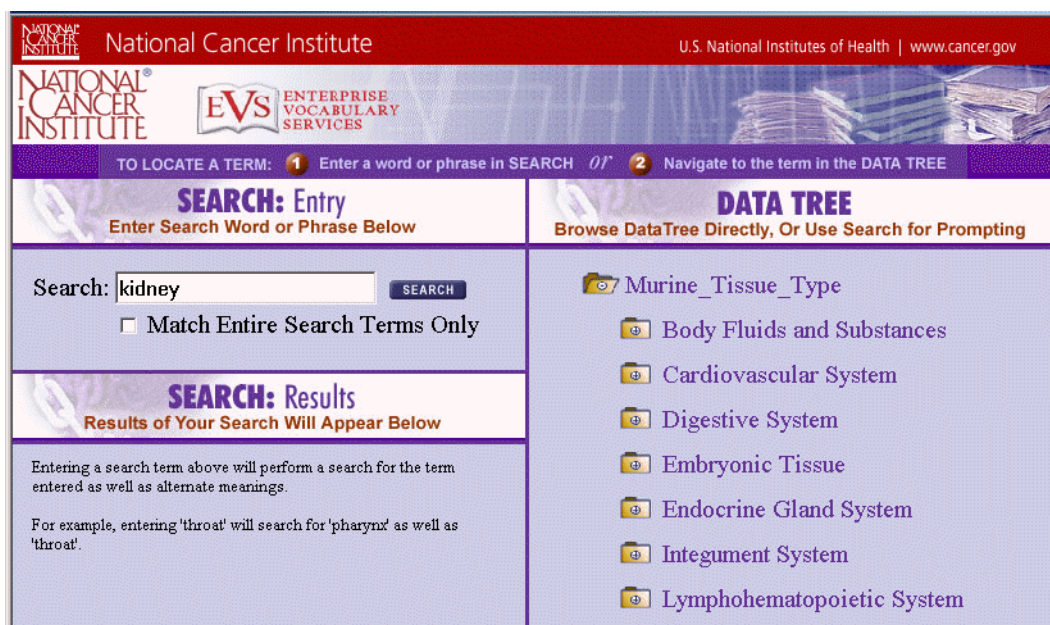 NATIONAL
CANCER
INSTITUTE
National Cancer Institute
U.S. National Institutes of Health | www.cancer.gov
NATIONAL®
CANCER
INSTITUTE
EVS
ENTERPRISE
VOCABULARY
SERVICES
TO LOCATE A TERM: 1 Enter a word or phrase in SEARCH or 2 Navigate to the term in the DATA TREE
SEARCH: Entry
Enter Search Word or Phrase Below
Search: kidney SEARCH
Match Entire Search Terms Only
SEARCH: Results
Results of Your Search Will Appear Below
Entering a search term above will perform a search for the term
entered as well as alternate meanings.
For example, entering 'throat' will search for 'pharynx' as well as
'throat'.
DATA TREE
Browse DataTree Directly, Or Use Search for Prompting
Murine_Tissue_Type
Body Fluids and Substances
Cardiovascular System
Digestive System
Embryonic Tissue
Endocrine Gland System
Integument System
Lymphohematopoietic System